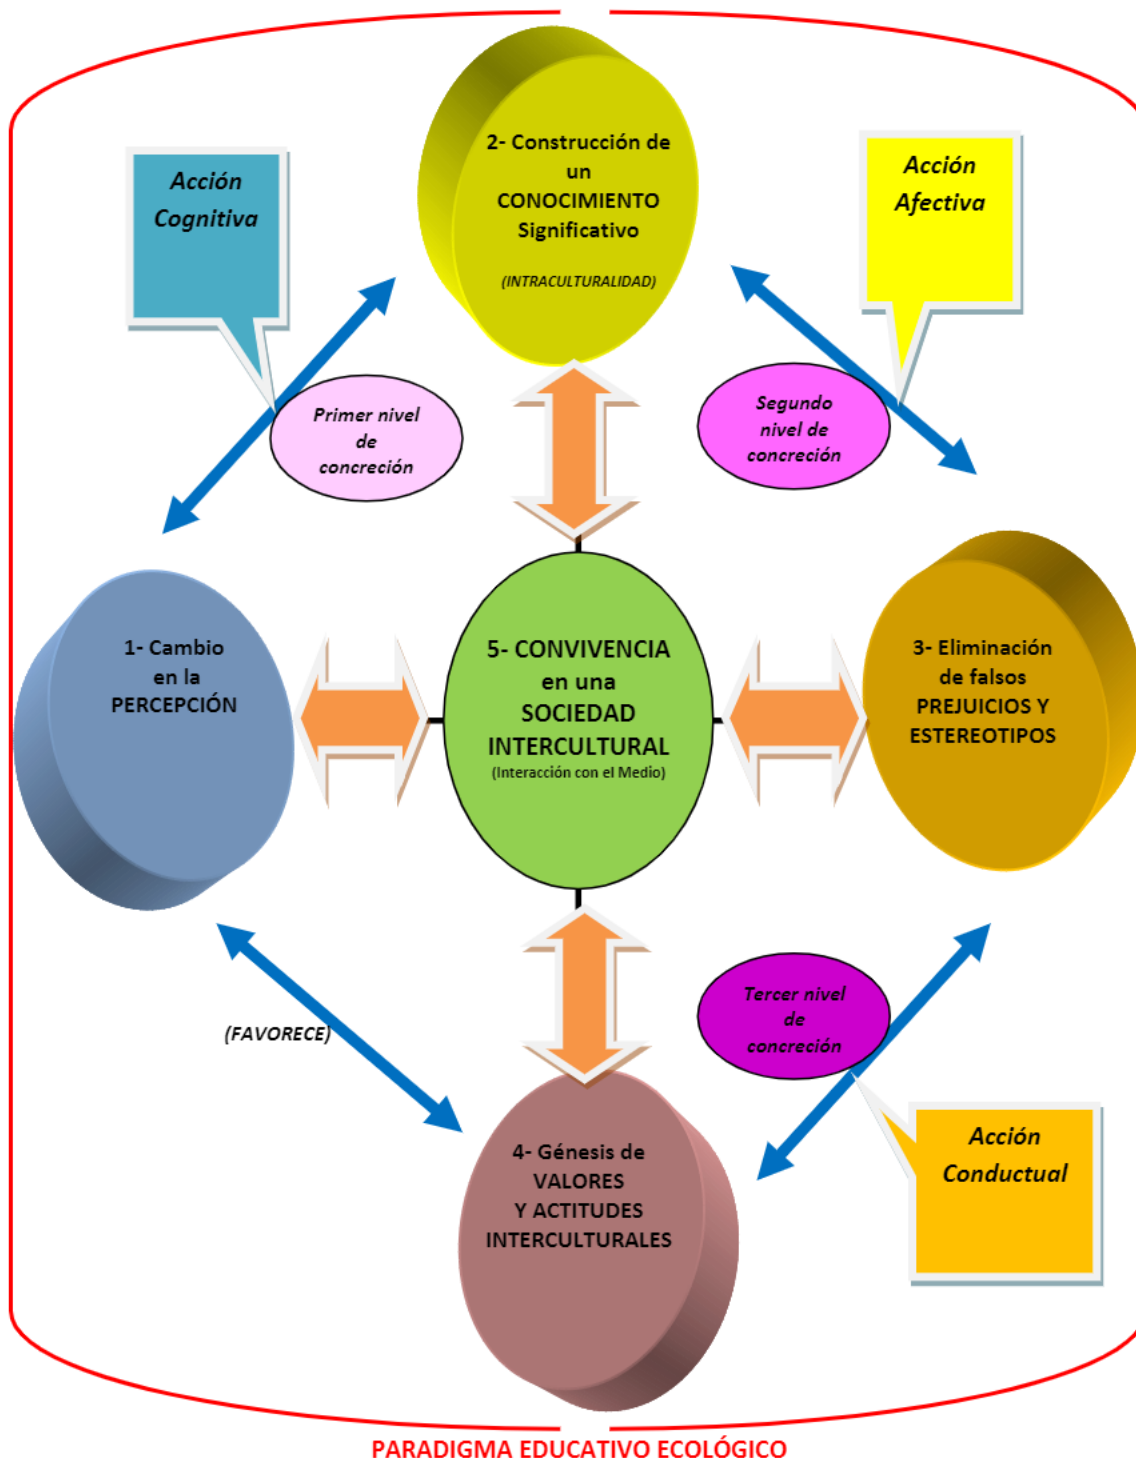 2- Construcción de
un
CONOCIMIENTO
Significativo
(INTRACULTURALIDAD)
Acción
Cognitiva
Acción
Afectiva
Primer nivel
de
concreción
Segundo
nivel de
concreción
1- Cambio
en la
PERCEPCIÓN
5- CONVIVENCIA
en una
SOCIEDAD
INTERCULTURAL
(Interacción con el Medio)
3- Eliminación
de falsos
PREJUICIOS Y
ESTEREOTIPOS
(FAVORECE)
Tercer nivel
de
concreción
4- Génesis de
VALORES
Y ACTITUDES
INTERCULTURALES
Acción
Conductual
PARADIGMA EDUCATIVO ECOLÓGICO